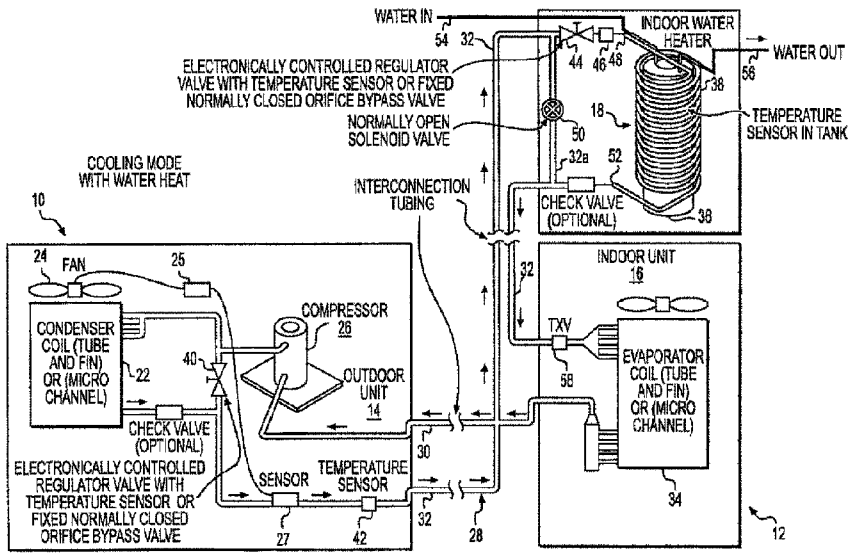 WATER IN
54
32
ELECTRONICALLY CONTROLLED REGULATOR
VALVE WITH TEMPERATURE SENSOR OR FIXED
NORMALLY CLOSED ORIFICE BYPASS VALVE
44
46
48
INDOOR WATER
HEATER
WATER OUT
56
38
NORMALLY OPEN
SOLENOID VALVE
50
18
TEMPERATURE
SENSOR IN TANK
COOLING MODE
WITH WATER HEAT
INTERCONNECTION
TUBING
32a
52
CHECK VALVE
(OPTIONAL)
38
10
24
FAN
25
COMPRESSOR
26
CONDENSER
COIL (TUBE
AND FIN)
OR (MICRO
CHANNEL)
22
40
OUTDOOR
UNIT
14
CHECK VALVE
(OPTIONAL)
ELECTRONICALLY CONTROLLED
REGULATOR VALVE WITH
TEMPERATURE SENSOR OR
FIXED NORMALLY CLOSED
ORIFICE BYPASS VALVE
SENSOR
27
TEMPERATURE
SENSOR
42
30
32
28
INDOOR UNIT
16
32
TXV
58
EVAPORATOR
COIL (TUBE
AND FIN)
OR (MICRO
CHANNEL)
34
12